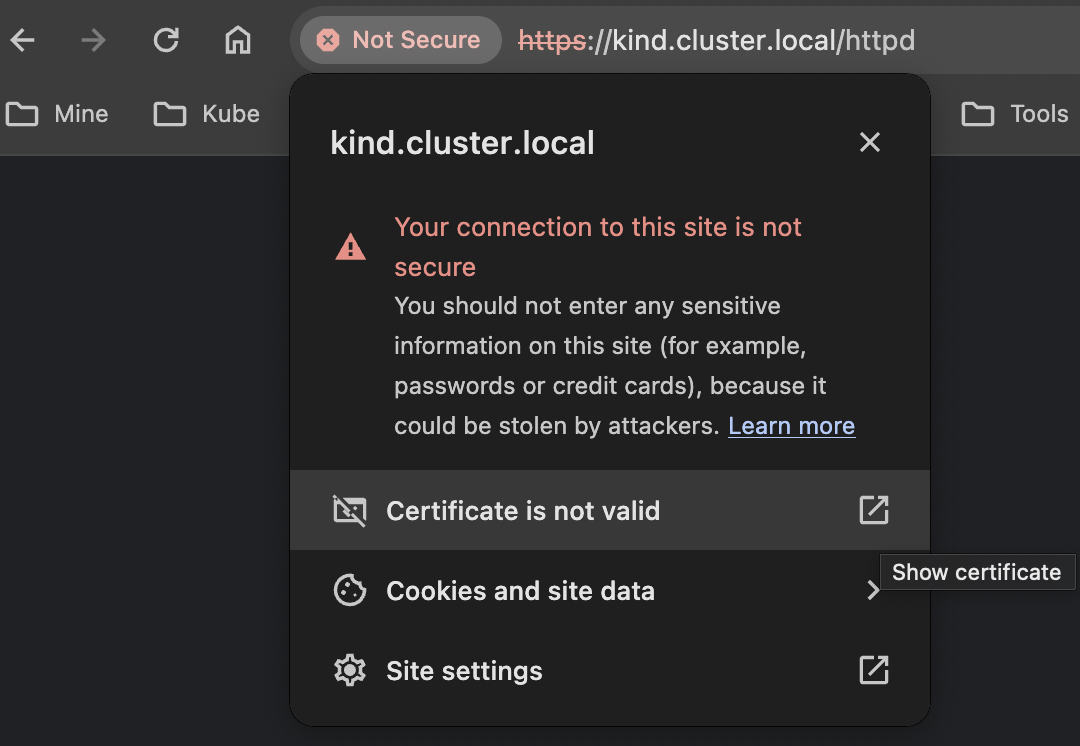 Not Secure https://kind.cluster.local/httpd
Mine Kube Tools
kind.cluster.local
Your connection to this site is not
secure
You should not enter any sensitive
information on this site (for example,
passwords or credit cards), because it
could be stolen by attackers. Learn more
Certificate is not valid
Show certificate
Cookies and site data
Site settings